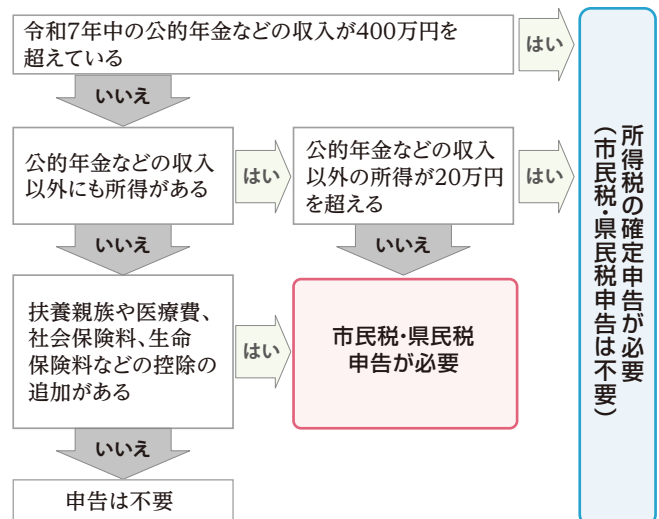 令和7年中の公的年金などの収入が400万円を
超えている
はい
いいえ
公的年金などの収入
以外にも所得がある
はい
公的年金などの収入
以外の所得が20万円
を超える
はい
いいえ
いいえ
扶養親族や医療費、
社会保険料、生命
保険料などの控除の
追加がある
はい
市民税・県民税
申告が必要
いいえ
申告は不要
所得税の確定申告が必要
（市民税・県民税申告は不要）